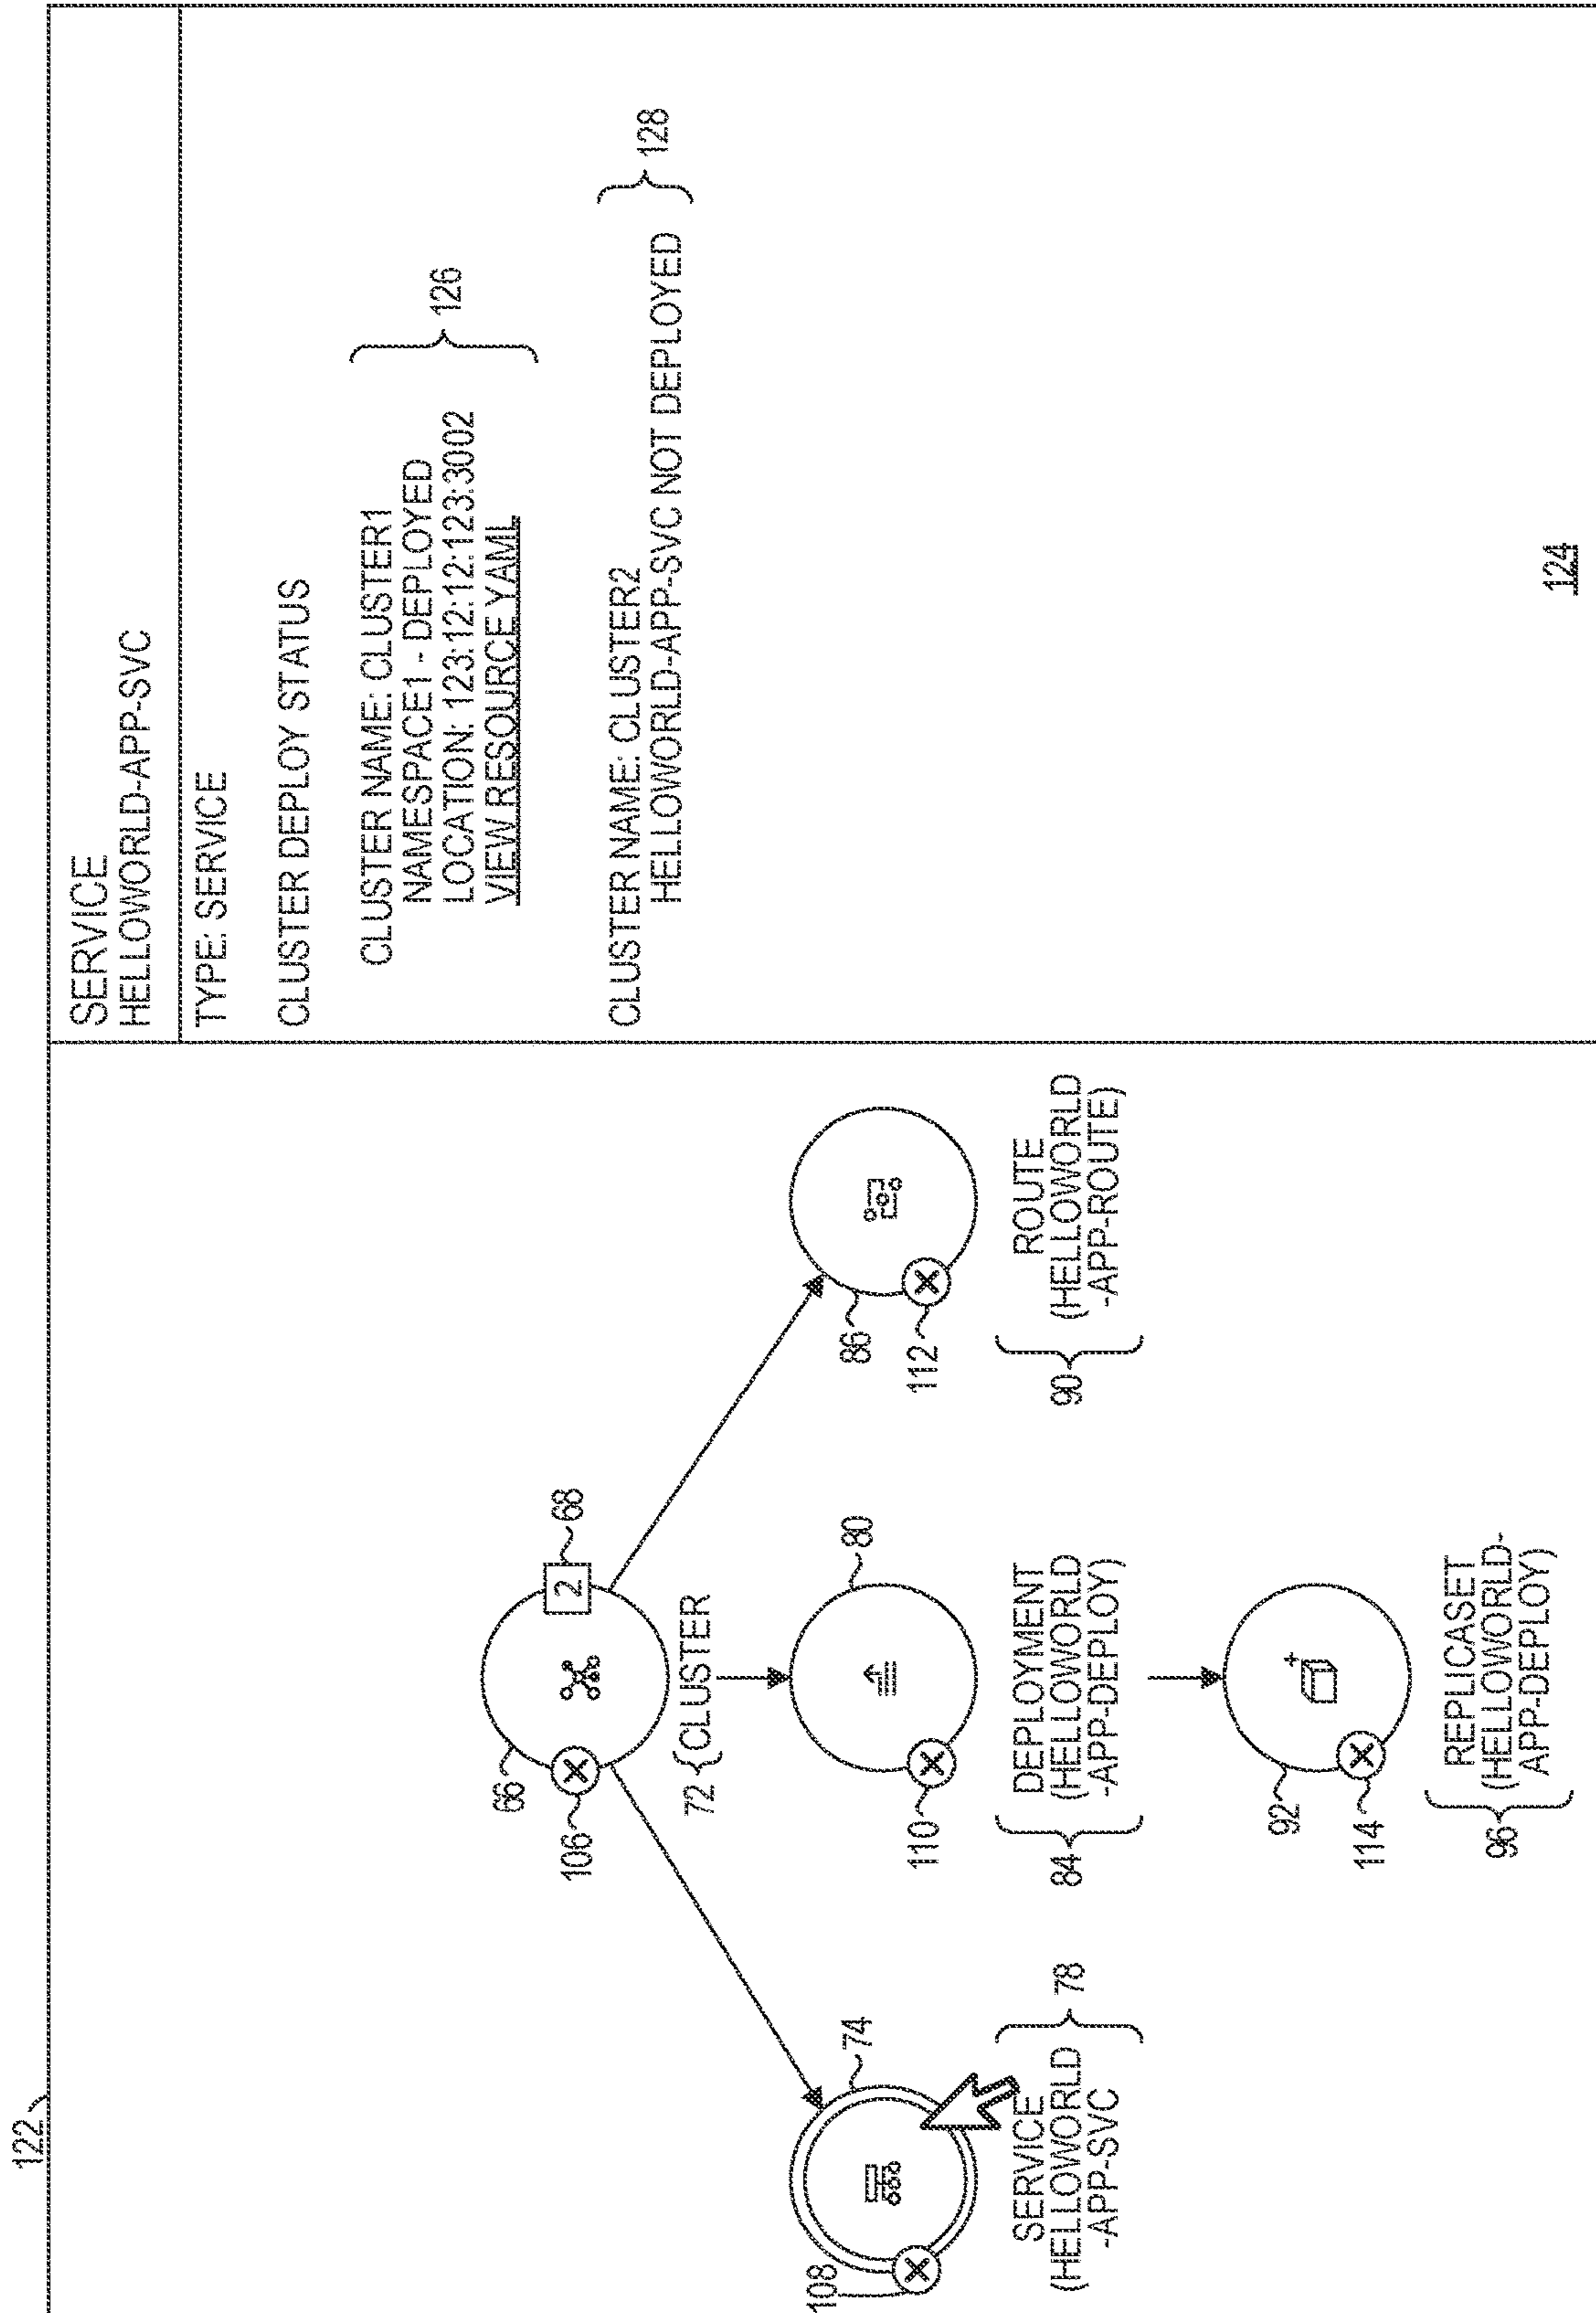 122
SERVICE
HELLOWORLD-APP-SVC
TYPE: SERVICE
CLUSTER DEPLOY STATUS
CLUSTER NAME: CLUSTER1
NAMESPACE1 - DEPLOYED
LOCATION: 123:12:12:123:3002
VIEW RESOURCE YAML
126
CLUSTER NAME: CLUSTER2
HELLOWORLD-APP-SVC NOT DEPLOYED
128
124
66
2
68
106
72
CLUSTER
74
108
SERVICE
(HELLOWORLD
-APP-SVC
78
80
110
DEPLOYMENT
(HELLOWORLD
-APP-DEPLOY)
84
86
112
ROUTE
(HELLOWORLD
-APP-ROUTE)
90
92
114
REPLICASET
(HELLOWORLD-
APP-DEPLOY)
96